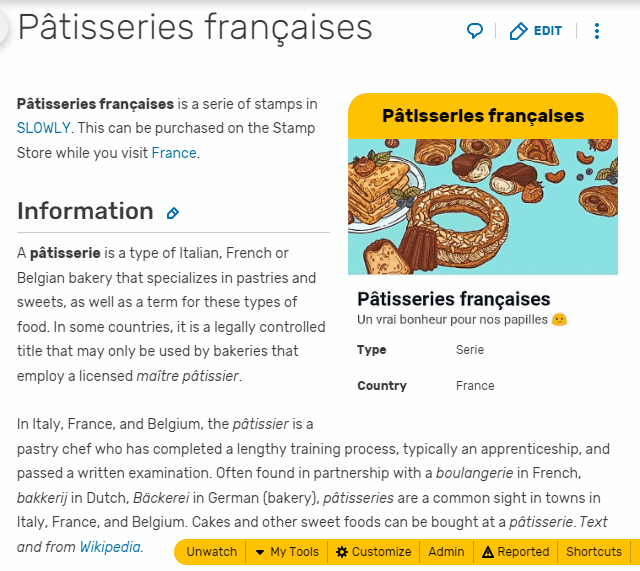 Pâtisseries françaises
EDIT
Pâtisseries françaises is a serie of stamps in
SLOWLY. This can be purchased on the Stamp
Store while you visit France.
Information
A pâtisserie is a type of Italian, French or
Belgian bakery that specializes in pastries and
sweets, as well as a term for these types of
food. In some countries, it is a legally controlled
title that may only be used by bakeries that
employ a licensed maître pâtissier.
Pâtisseries françaises
Pâtisseries françaises
Un vrai bonheur pour nos papilles
Type Serie
Country France
In Italy, France, and Belgium, the pâtissier is a
pastry chef who has completed a lengthy training process, typically an apprenticeship, and
passed a written examination. Often found in partnership with a boulangerie in French,
bakkerij in Dutch, Bäckerei in German (bakery), pâtisseries are a common sight in towns in
Italy, France, and Belgium. Cakes and other sweet foods can be bought at a pâtisserie. Text
and from Wikipedia.
Unwatch My Tools Customize Admin Reported Shortcuts